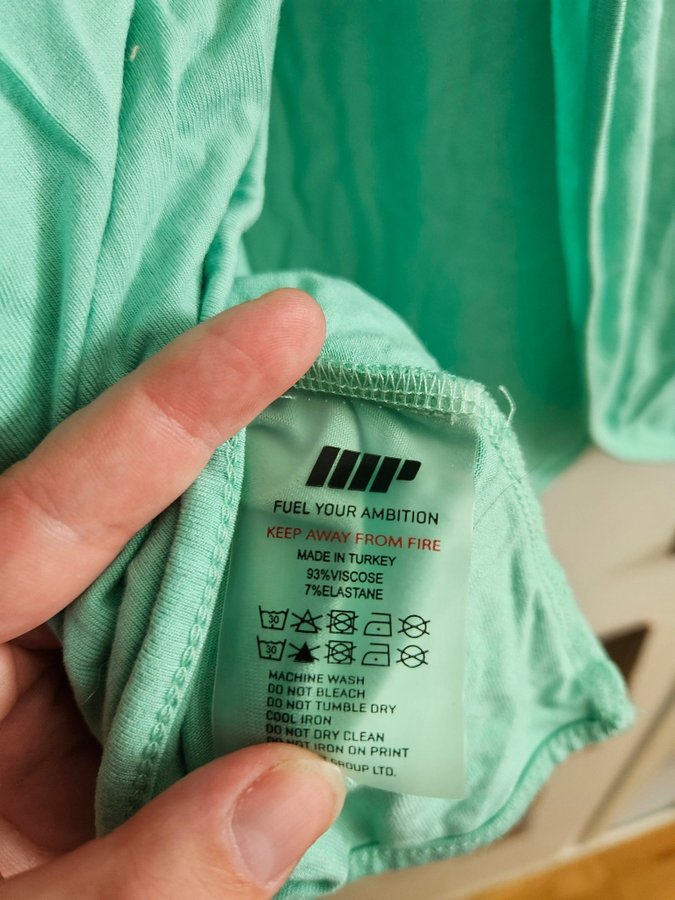 MP
FUEL YOUR AMBITION
KEEP AWAY FROM FIRE
MADE IN TURKEY
93%VISCOSE
7%ELASTANE
30
30
MACHINE WASH
DO NOT BLEACH
DO NOT TUMBLE DRY
COOL IRON
DO NOT DRY CLEAN
DO NOT IRON ON PRINT
GROUP LTD.